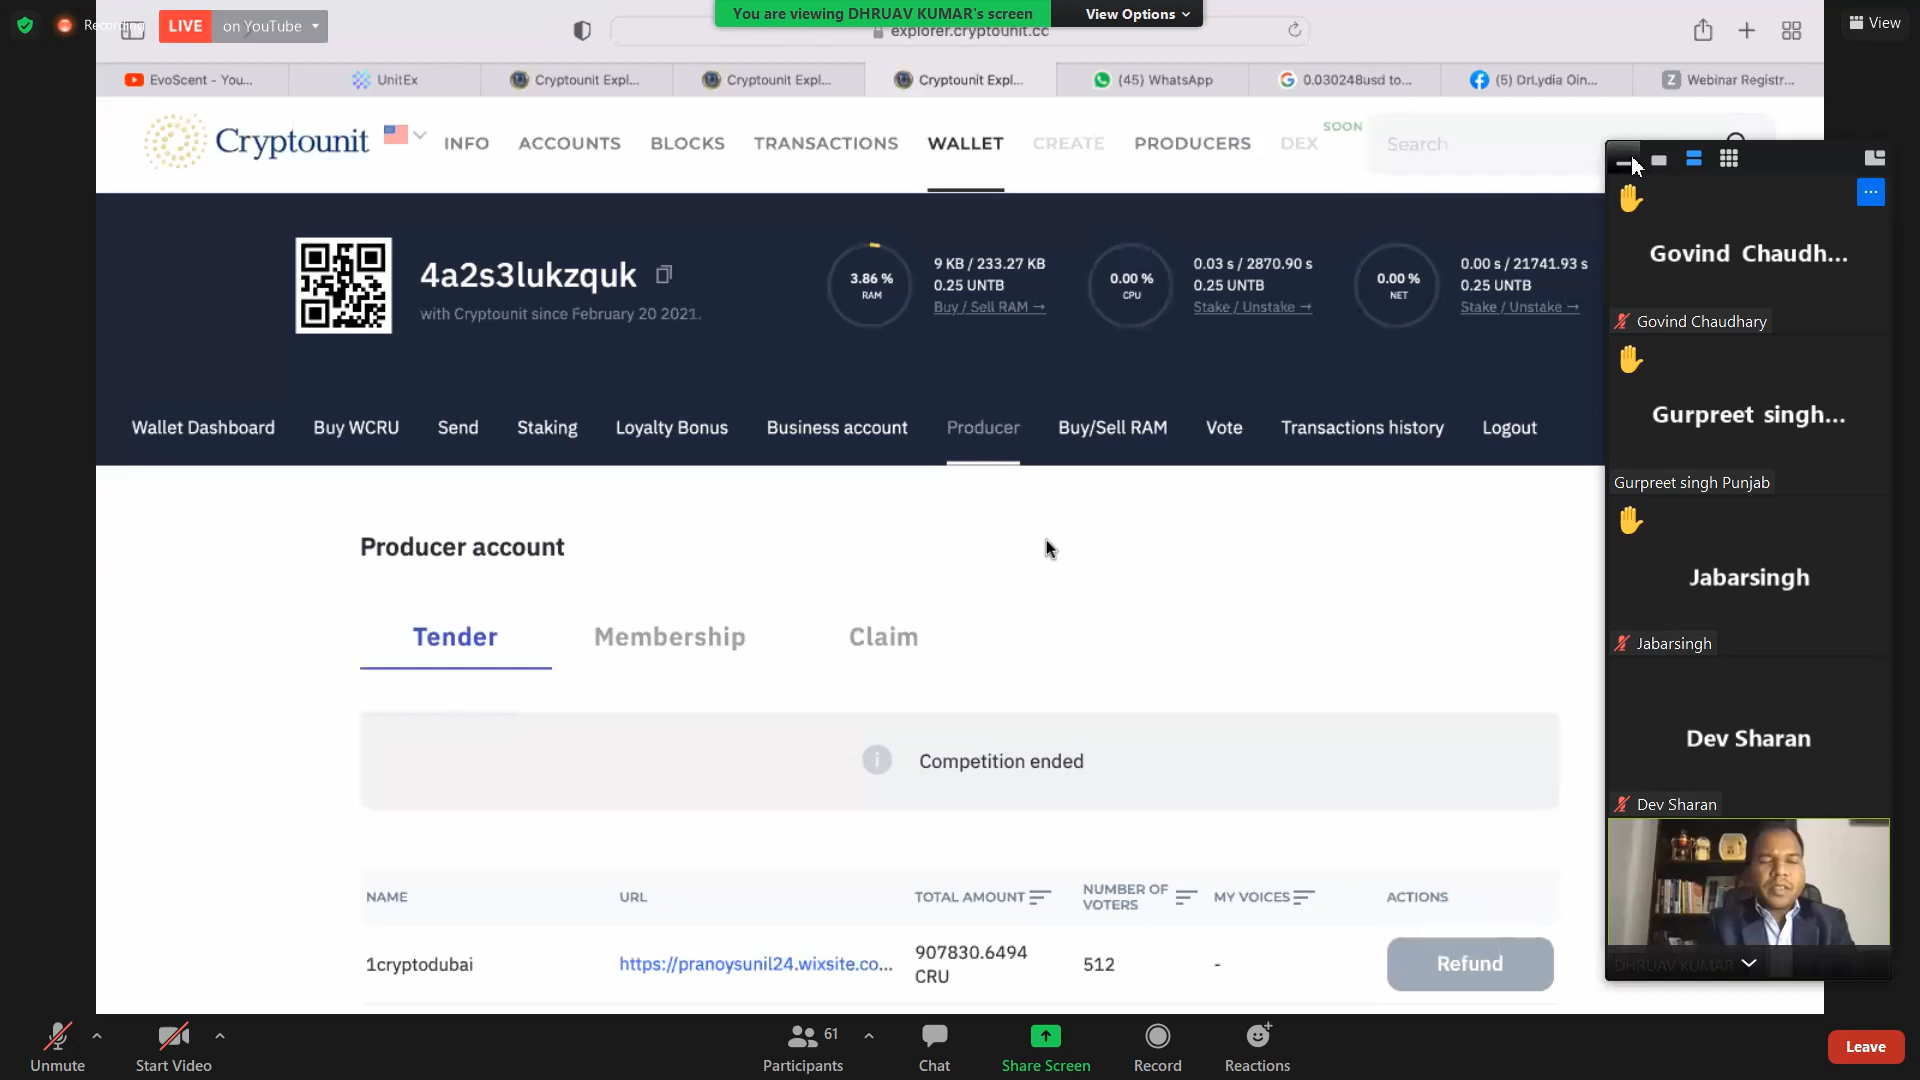 Recording
LIVE on YouTube
You are viewing DHRUAV KUMAR's screen
View Options
View
explorer.cryptounit.cc
EvoScent - You...
UnitEx
Cryptounit Expl...
Cryptounit Expl...
Cryptounit Expl...
(45) WhatsApp
0.030248usd to...
(5) DrLydia Oin...
Webinar Registr...
Cryptounit
INFO
ACCOUNTS
BLOCKS
TRANSACTIONS
WALLET
CREATE
PRODUCERS
DEX
SOON
Search
4a2s3lukzquk
with Cryptounit since February 20 2021.
3.86 %
RAM
9 KB / 233.27 KB
0.25 UNTB
Buy / Sell RAM →
0.00 %
CPU
0.03 s / 2870.90 s
0.25 UNTB
Stake / Unstake →
0.00 %
NET
0.00 s / 21741.93 s
0.25 UNTB
Stake / Unstake →
Wallet Dashboard
Buy WCRU
Send
Staking
Loyalty Bonus
Business account
Producer
Buy/Sell RAM
Vote
Transactions history
Logout
Producer account
Tender
Membership
Claim
Competition ended
NAME
URL
TOTAL AMOUNT
NUMBER OF
VOTERS
MY VOICES
ACTIONS
1cryptodubai
https://pranoysunil24.wixsite.co...
907830.6494
CRU
512
-
Refund
Govind Chaudh...
Govind Chaudhary
Gurpreet singh...
Gurpreet singh Punjab
Jabarsingh
Jabarsingh
Dev Sharan
Dev Sharan
DHRUAV KUMAR
Unmute
Start Video
61
Participants
Chat
Share Screen
Record
Reactions
Leave